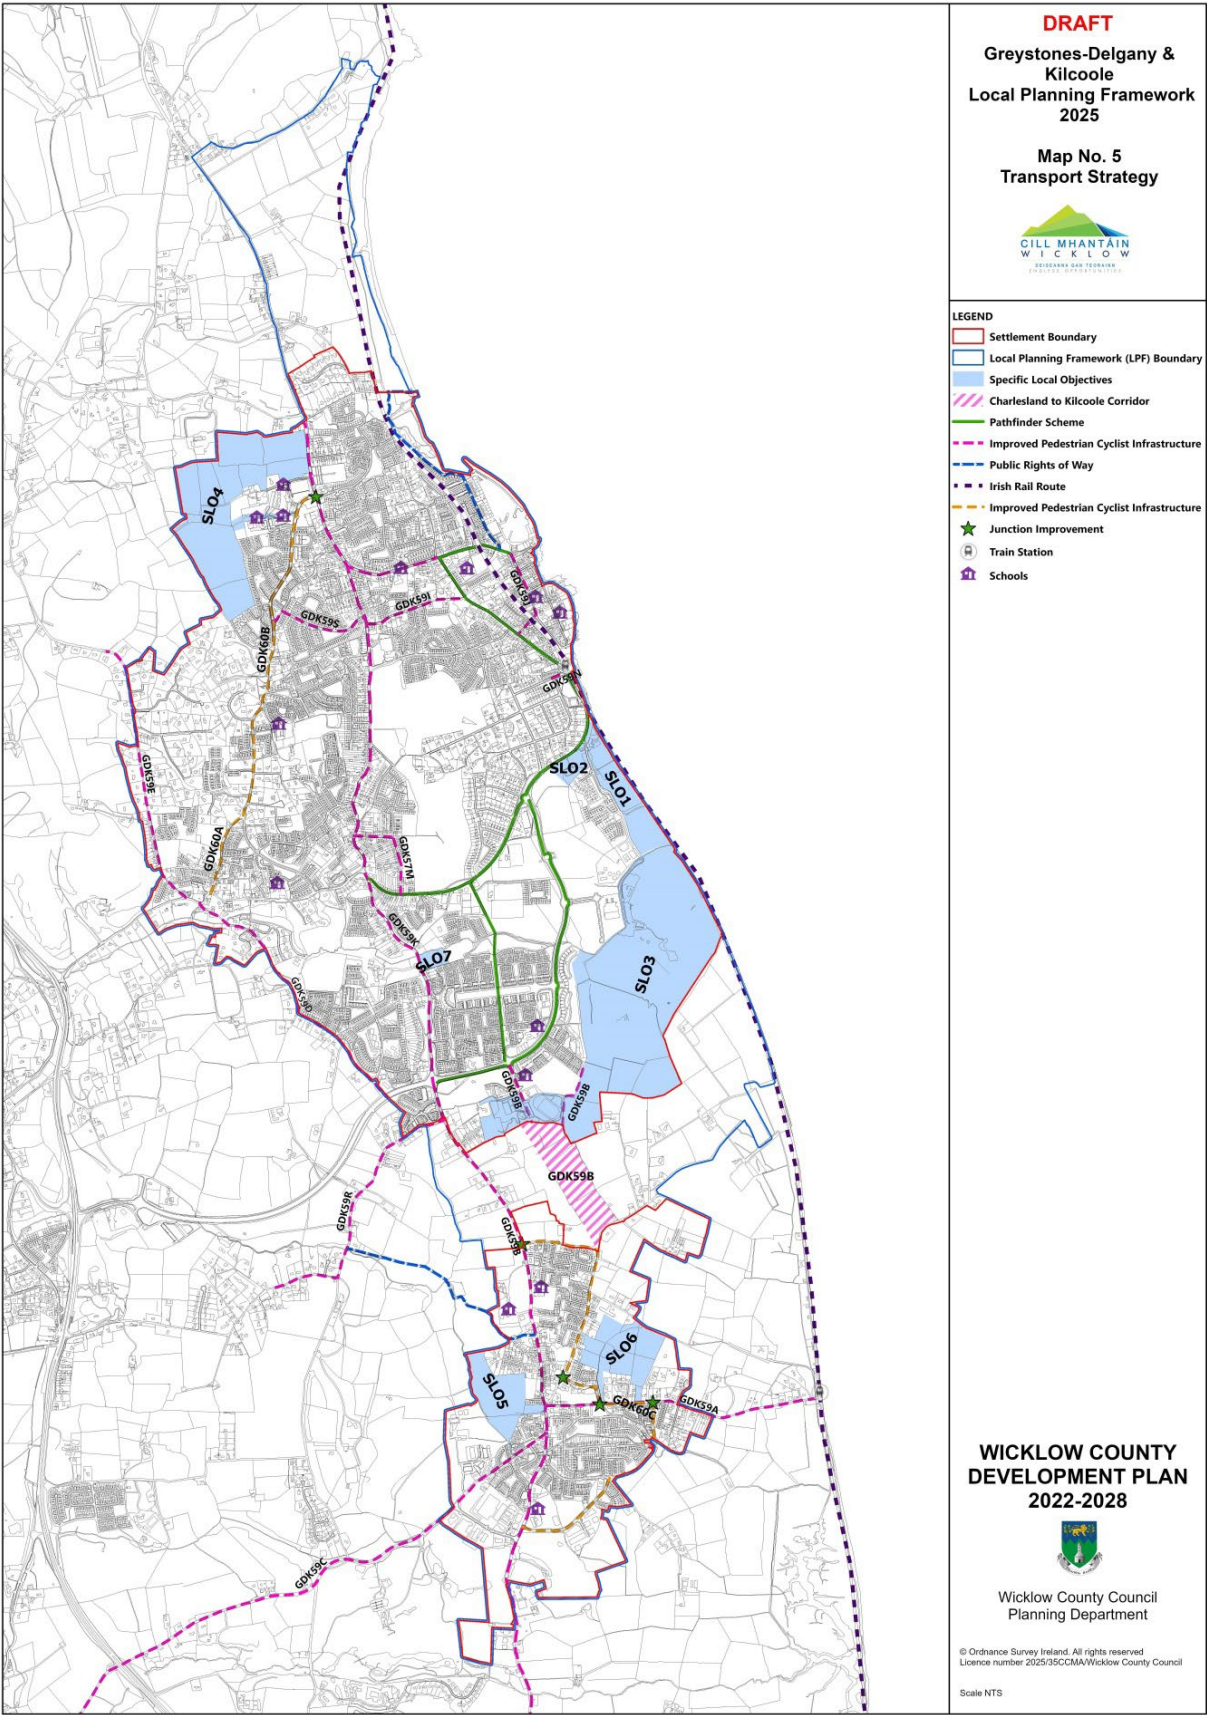 DRAFT
Greystones-Delgany &
Kilcoole
Local Planning Framework
2025
Map No. 5
Transport Strategy
CILL MHANTÁIN
WICKLOW
ENDLESS OPPORTUNITIES
LEGEND
Settlement Boundary
Local Planning Framework (LPF) Boundary
Specific Local Objectives
Charlesland to Kilcoole Corridor
Pathfinder Scheme
Improved Pedestrian Cyclist Infrastructure
Public Rights of Way
Irish Rail Route
Improved Pedestrian Cyclist Infrastructure
Junction Improvement
Train Station
Schools
SLO4
GDK59J
GDK59I
GDK59S
GDK60B
GDK59N
GDK59E
SLO2
SLO1
GDK60A
GDK57M
GDK59K
SLO7
SLO3
GDK59D
GDK59B
GDK59B
GDK59B
GDK59R
GDK59B
SLO6
SLO5
GDK60C
GDK59A
GDK59C
WICKLOW COUNTY
DEVELOPMENT PLAN
2022-2028
Wicklow County Council
Planning Department
© Ordnance Survey Ireland. All rights reserved
Licence number 2025/35CCMA/Wicklow County Council
Scale NTS